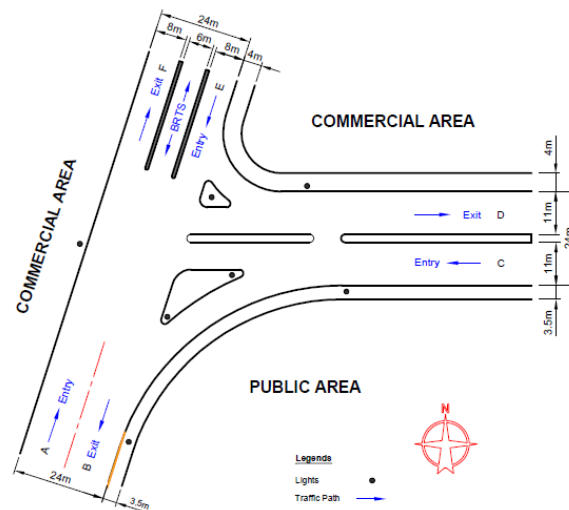 24m
8m 6m 8m 4m
Exit F
BRTS
Entry E
COMMERCIAL AREA
COMMERCIAL AREA
4m
11m
Exit D
24m
Entry C
11m
3.5m
PUBLIC AREA
A Entry
B Exit
24m
3.5m
N
Legends
Lights
Traffic Path